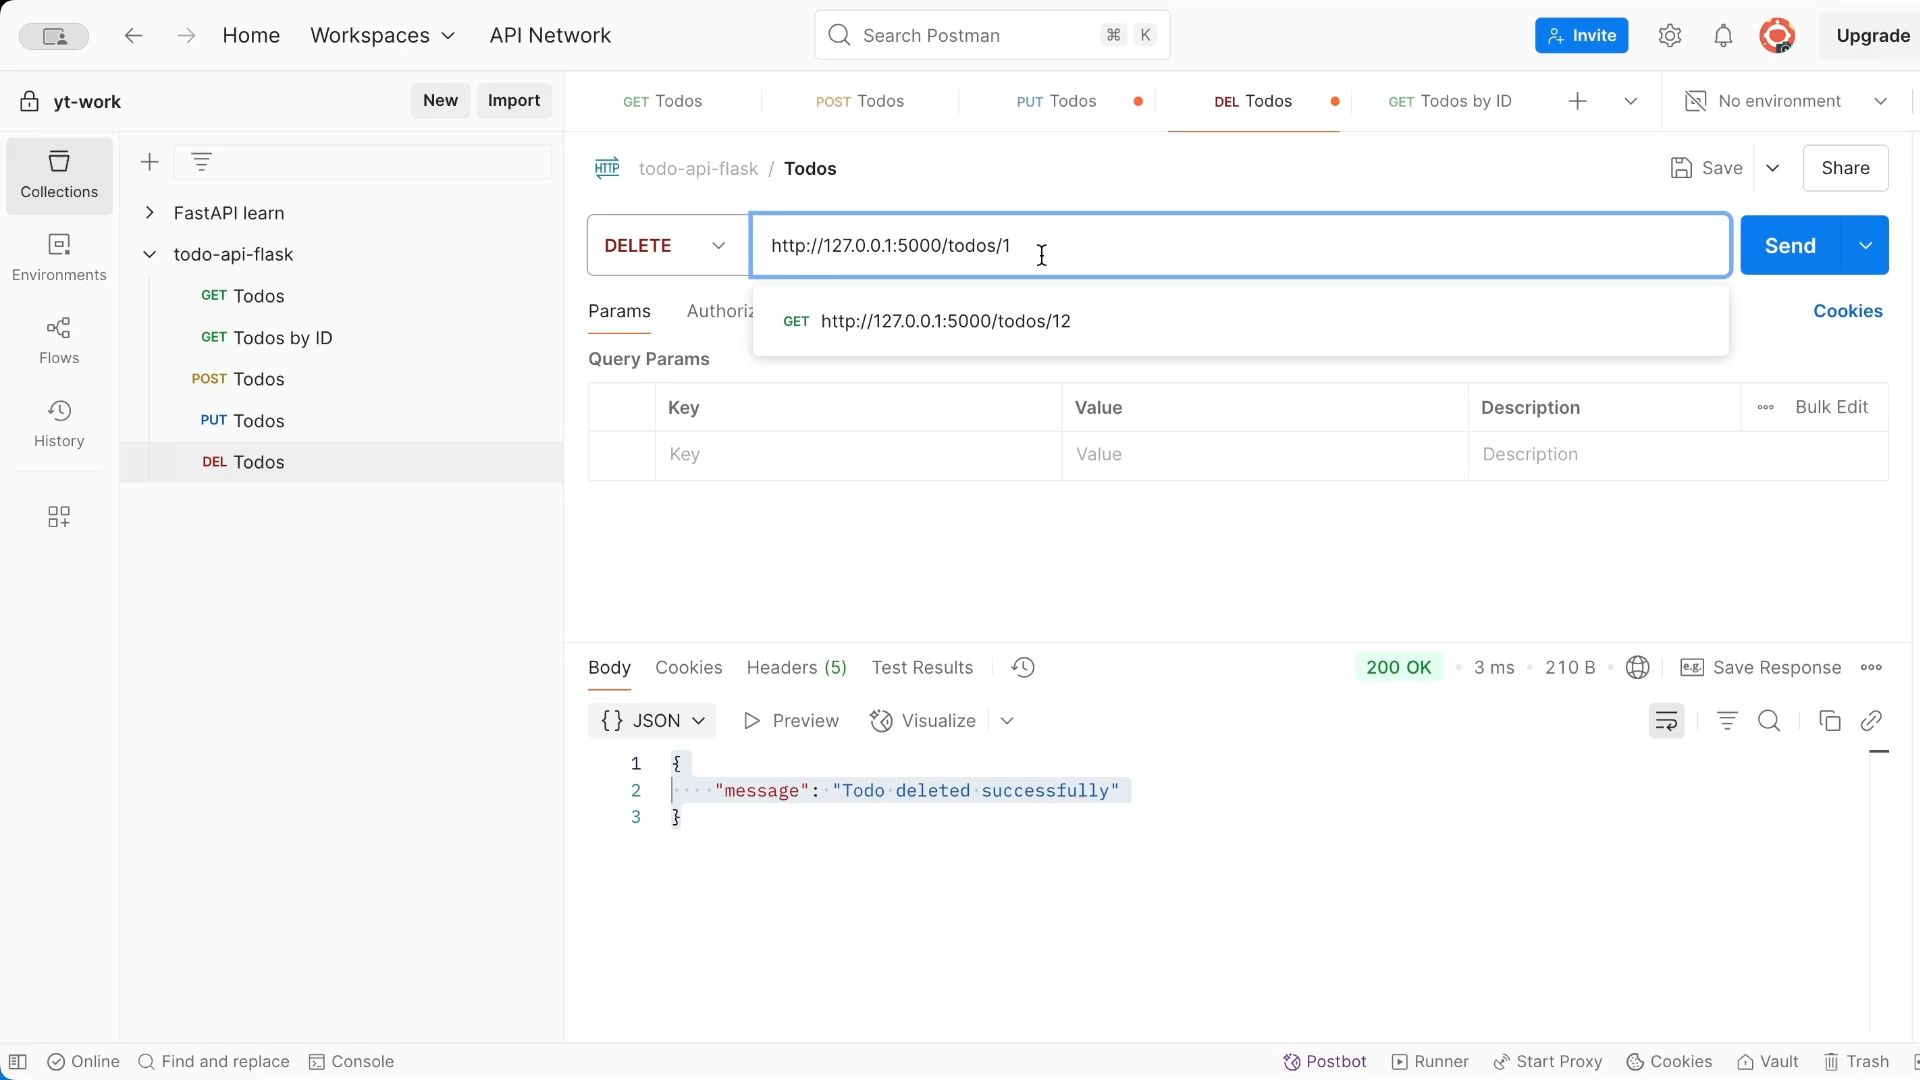 Home Workspaces API Network Search Postman ⌘ K Invite Upgrade
yt-work New Import GET Todos POST Todos PUT Todos DEL Todos GET Todos by ID No environment
Collections
Environments
Flows
History
FastAPI learn
todo-api-flask
GET Todos
GET Todos by ID
POST Todos
PUT Todos
DEL Todos
HTTP todo-api-flask / Todos Save Share
DELETE http://127.0.0.1:5000/todos/1 Send
Params Authoriz Cookies
GET http://127.0.0.1:5000/todos/12
Query Params
Key Value Description Bulk Edit
Key Value Description
Body Cookies Headers (5) Test Results 200 OK 3 ms 210 B e.g. Save Response
{} JSON Preview Visualize
1 {
2 ····"message":·"Todo·deleted·successfully"
3 }
Online Find and replace Console Postbot Runner Start Proxy Cookies Vault Trash